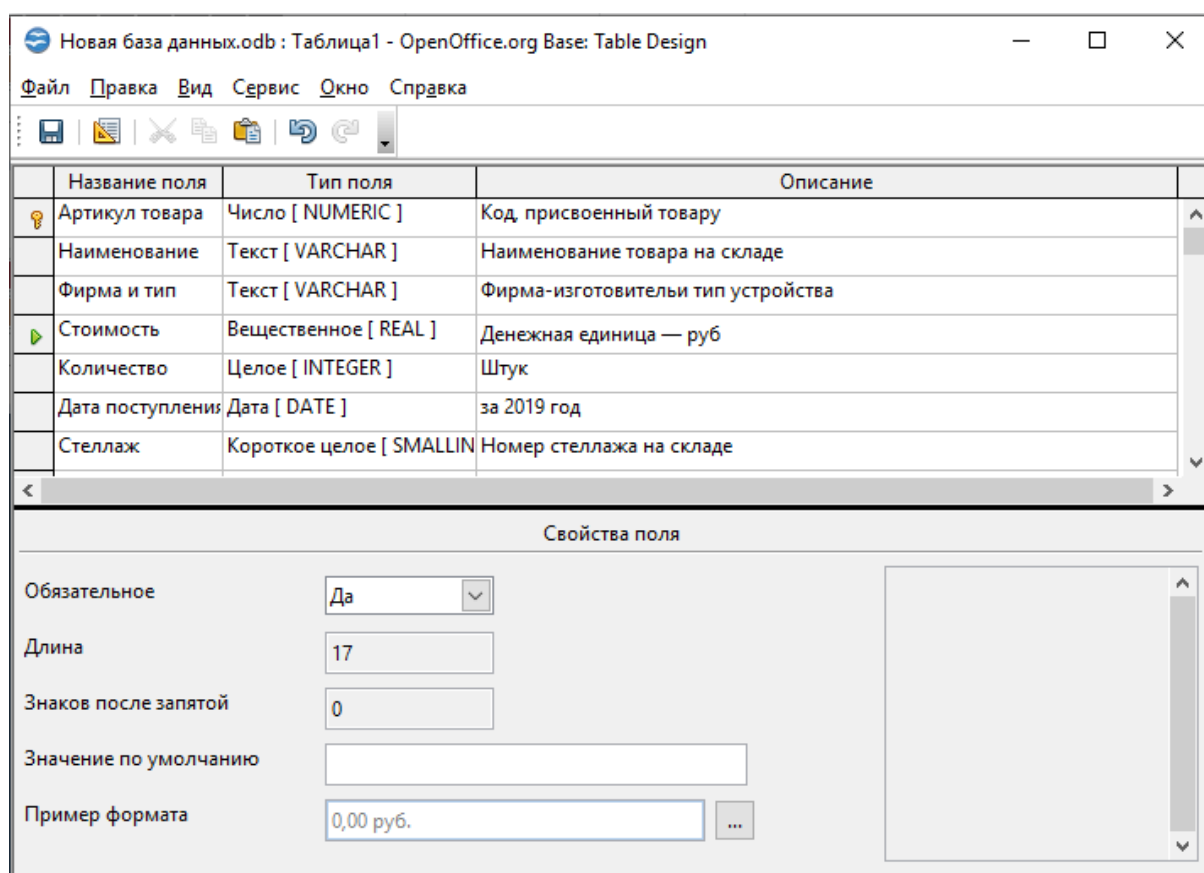 Новая база данных.odb : Таблица1 - OpenOffice.org Base: Table Design
Файл Правка Вид Сервис Окно Справка
Название поля Тип поля Описание
Артикул товара Число [ NUMERIC ] Код, присвоенный товару
Наименование Текст [ VARCHAR ] Наименование товара на складе
Фирма и тип Текст [ VARCHAR ] Фирма-изготовительи тип устройства
Стоимость Вещественное [ REAL ] Денежная единица — руб
Количество Целое [ INTEGER ] Штук
Дата поступления Дата [ DATE ] за 2019 год
Стеллаж Короткое целое [ SMALLIN Номер стеллажа на складе
Свойства поля
Обязательное Да
Длина 17
Знаков после запятой 0
Значение по умолчанию
Пример формата 0,00 руб. ...